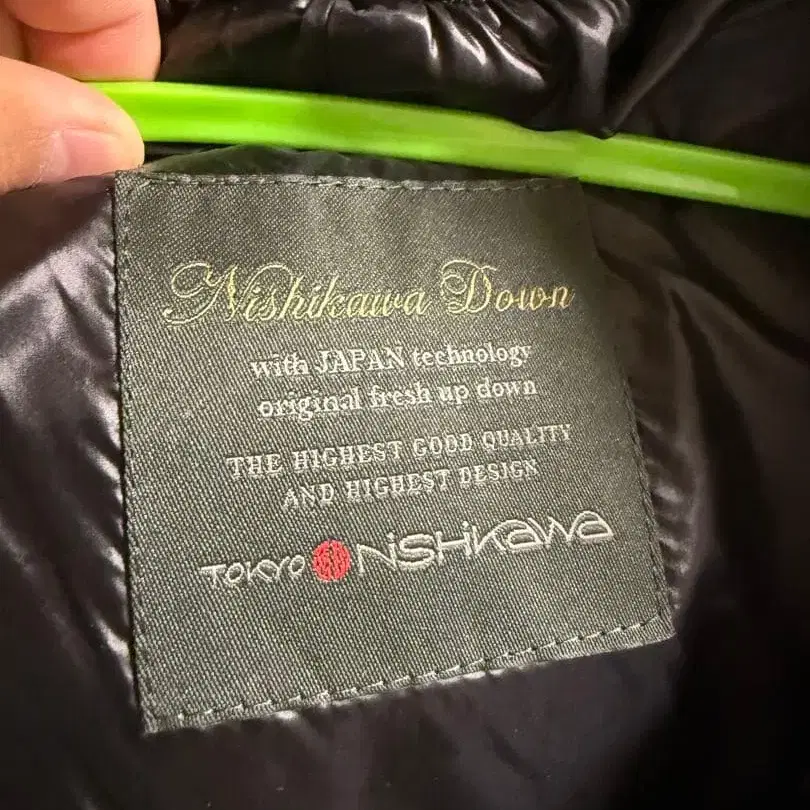 Nishikawa Down
with JAPAN technology
original fresh up down
THE HIGHEST GOOD QUALITY
AND HIGHEST DESIGN
TOKYO NiSHiKaWa